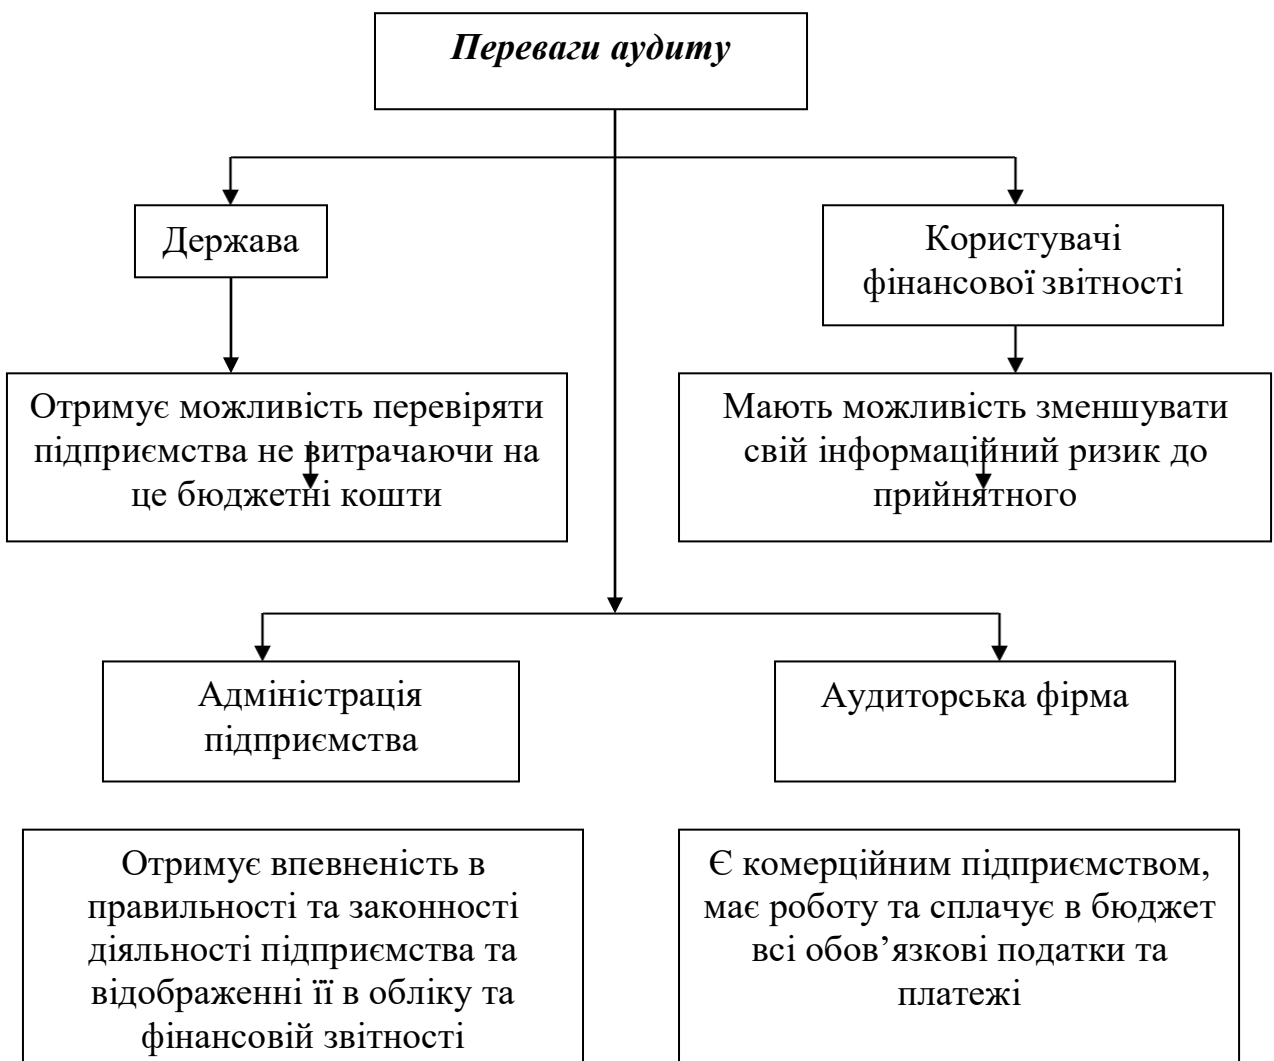 Переваги аудиту
Держава
Користувачі
фінансової звітності
Отримує можливість перевіряти
підприємства не витрачаючи на
це бюджетні кошти
Мають можливість зменшувати
свій інформаційний ризик до
прийнятного
Адміністрація
підприємства
Аудиторська фірма
Отримує впевненість в
правильності та законності
діяльності підприємства та
відображенні її в обліку та
фінансовій звітності
Є комерційним підприємством,
має роботу та сплачує в бюджет
всі обов’язкові податки та
платежі